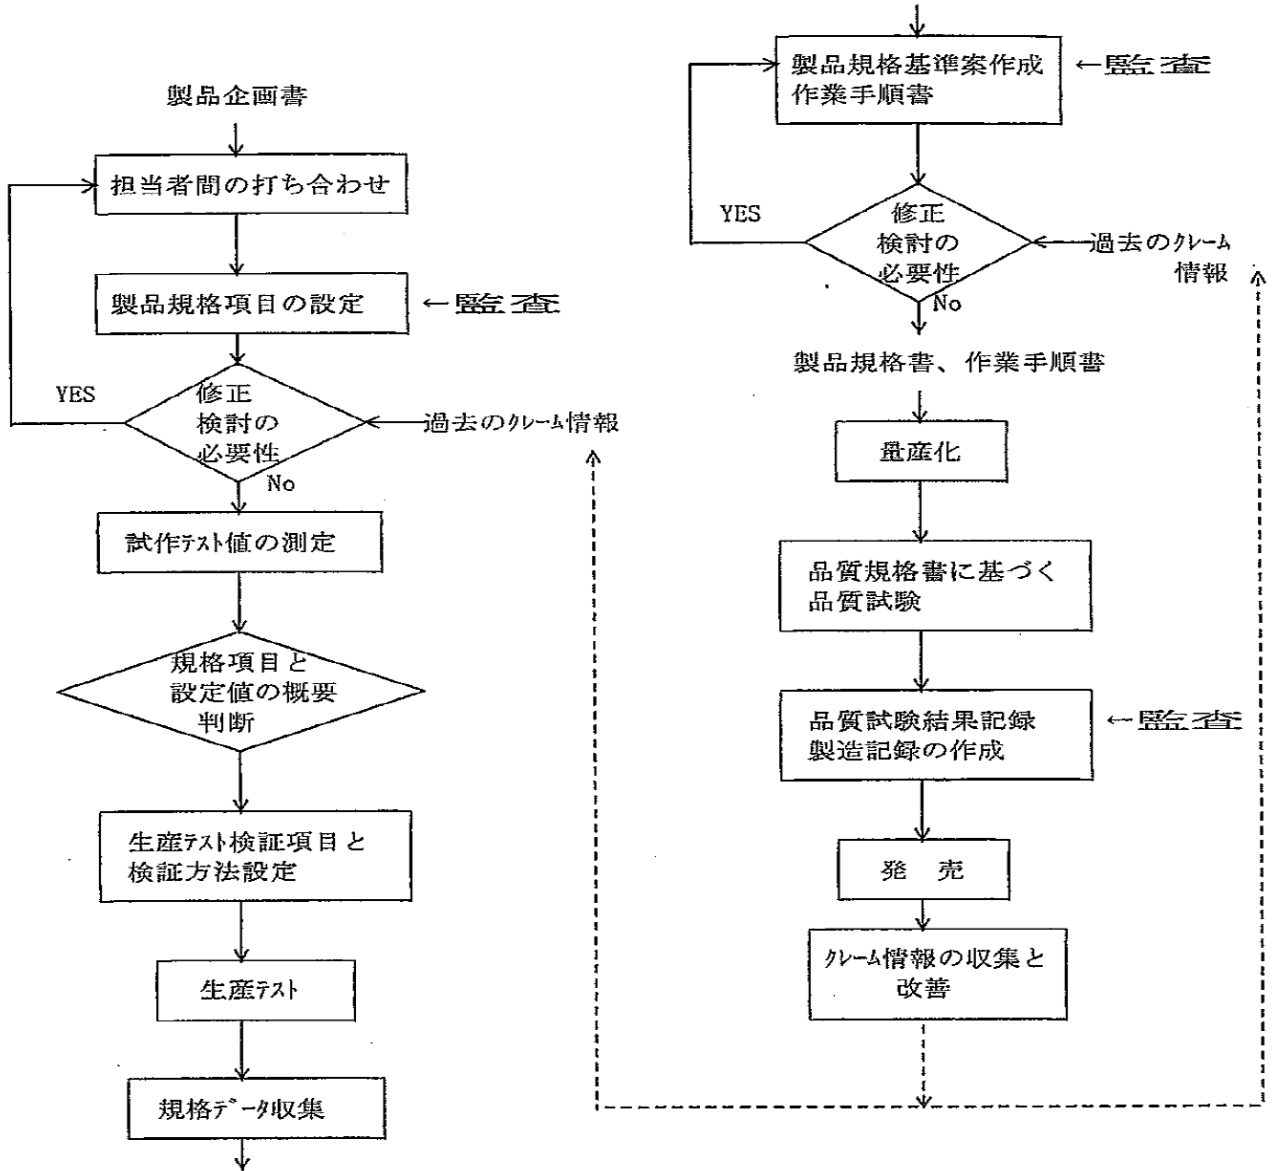 製品企画書
担当者間の打ち合わせ
製品規格項目の設定
←監査
YES
修正
検討の
必要性
過去のｸﾚｰﾑ情報
No
試作ﾃｽﾄ値の測定
規格項目と
設定値の概要
判断
生産ﾃｽﾄ検証項目と
検証方法設定
生産ﾃｽﾄ
規格ﾃﾞｰﾀ収集
製品規格基準案作成
作業手順書
←監査
YES
修正
検討の
必要性
過去のｸﾚｰﾑ
情報
No
製品規格書、作業手順書
量産化
品質規格書に基づく
品質試験
品質試験結果記録
製造記録の作成
←監査
発　売
ｸﾚｰﾑ情報の収集と
改善